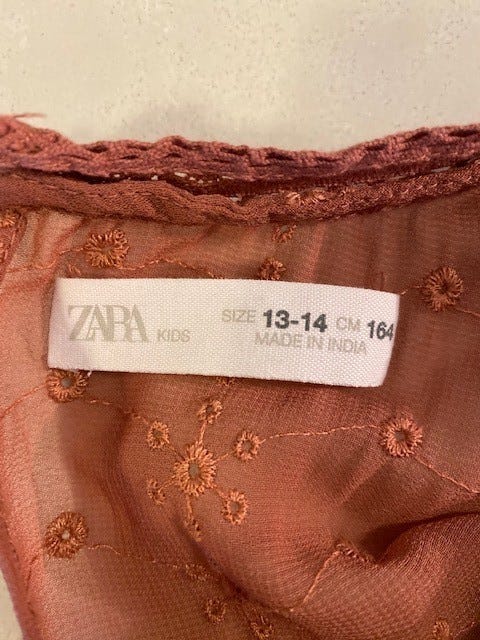 ZARA KIDS SIZE 13-14 CM 164
MADE IN INDIA